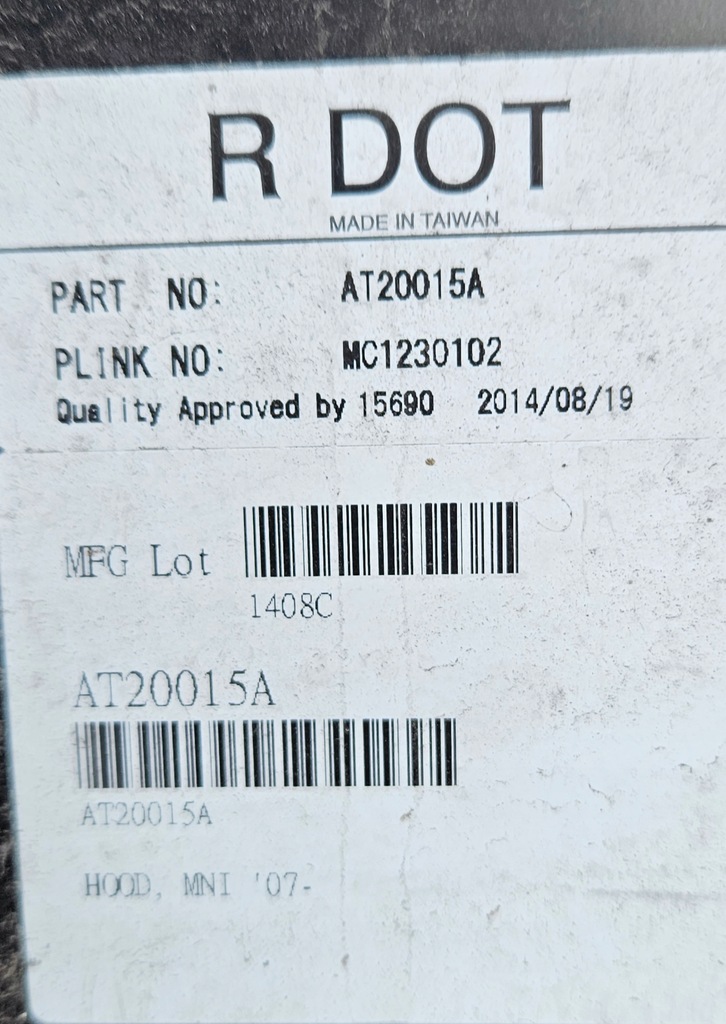 R DOT
MADE IN TAIWAN
PART NO: AT20015A
PLINK NO: MC1230102
Quality Approved by 15690 2014/08/19
MFG Lot
1408C
AT20015A
AT20015A
HOOD, MNI '07-